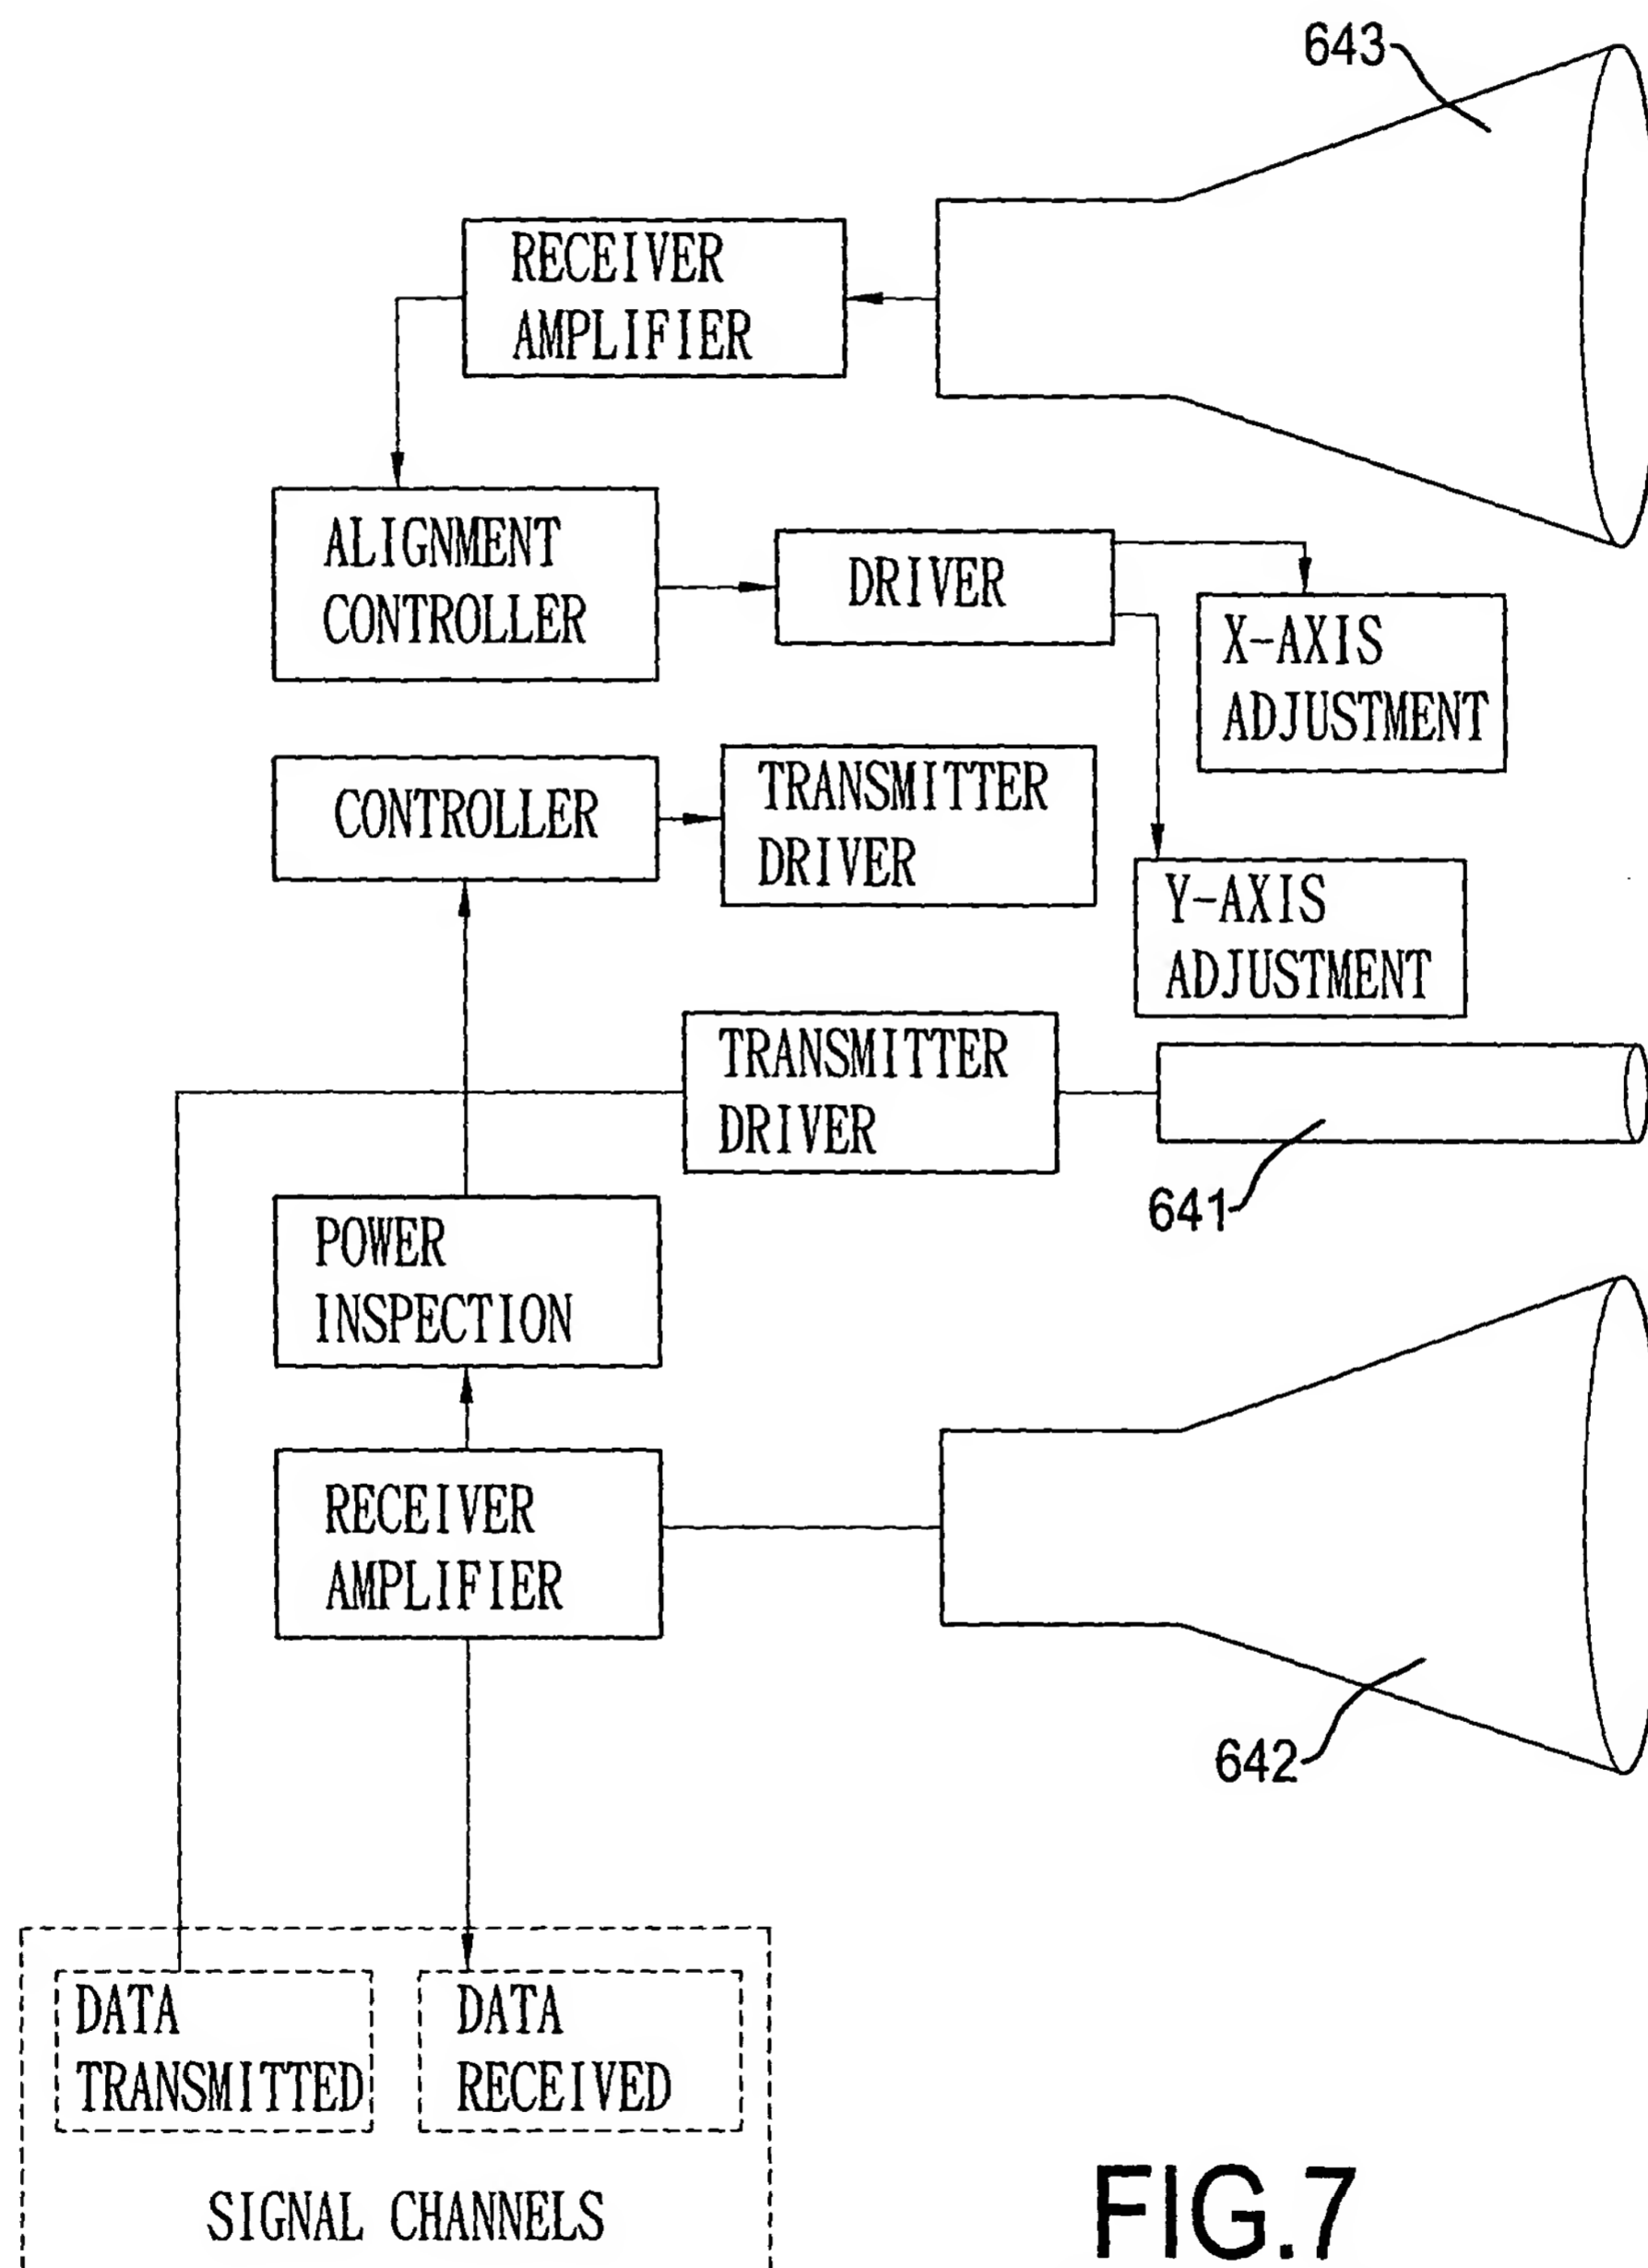 643
RECEIVER
AMPLIFIER
ALIGNMENT
CONTROLLER
DRIVER
X-AXIS
ADJUSTMENT
CONTROLLER
TRANSMITTER
DRIVER
Y-AXIS
ADJUSTMENT
TRANSMITTER
DRIVER
641
POWER
INSPECTION
RECEIVER
AMPLIFIER
642
DATA
TRANSMITTED
DATA
RECEIVED
SIGNAL CHANNELS
FIG.7